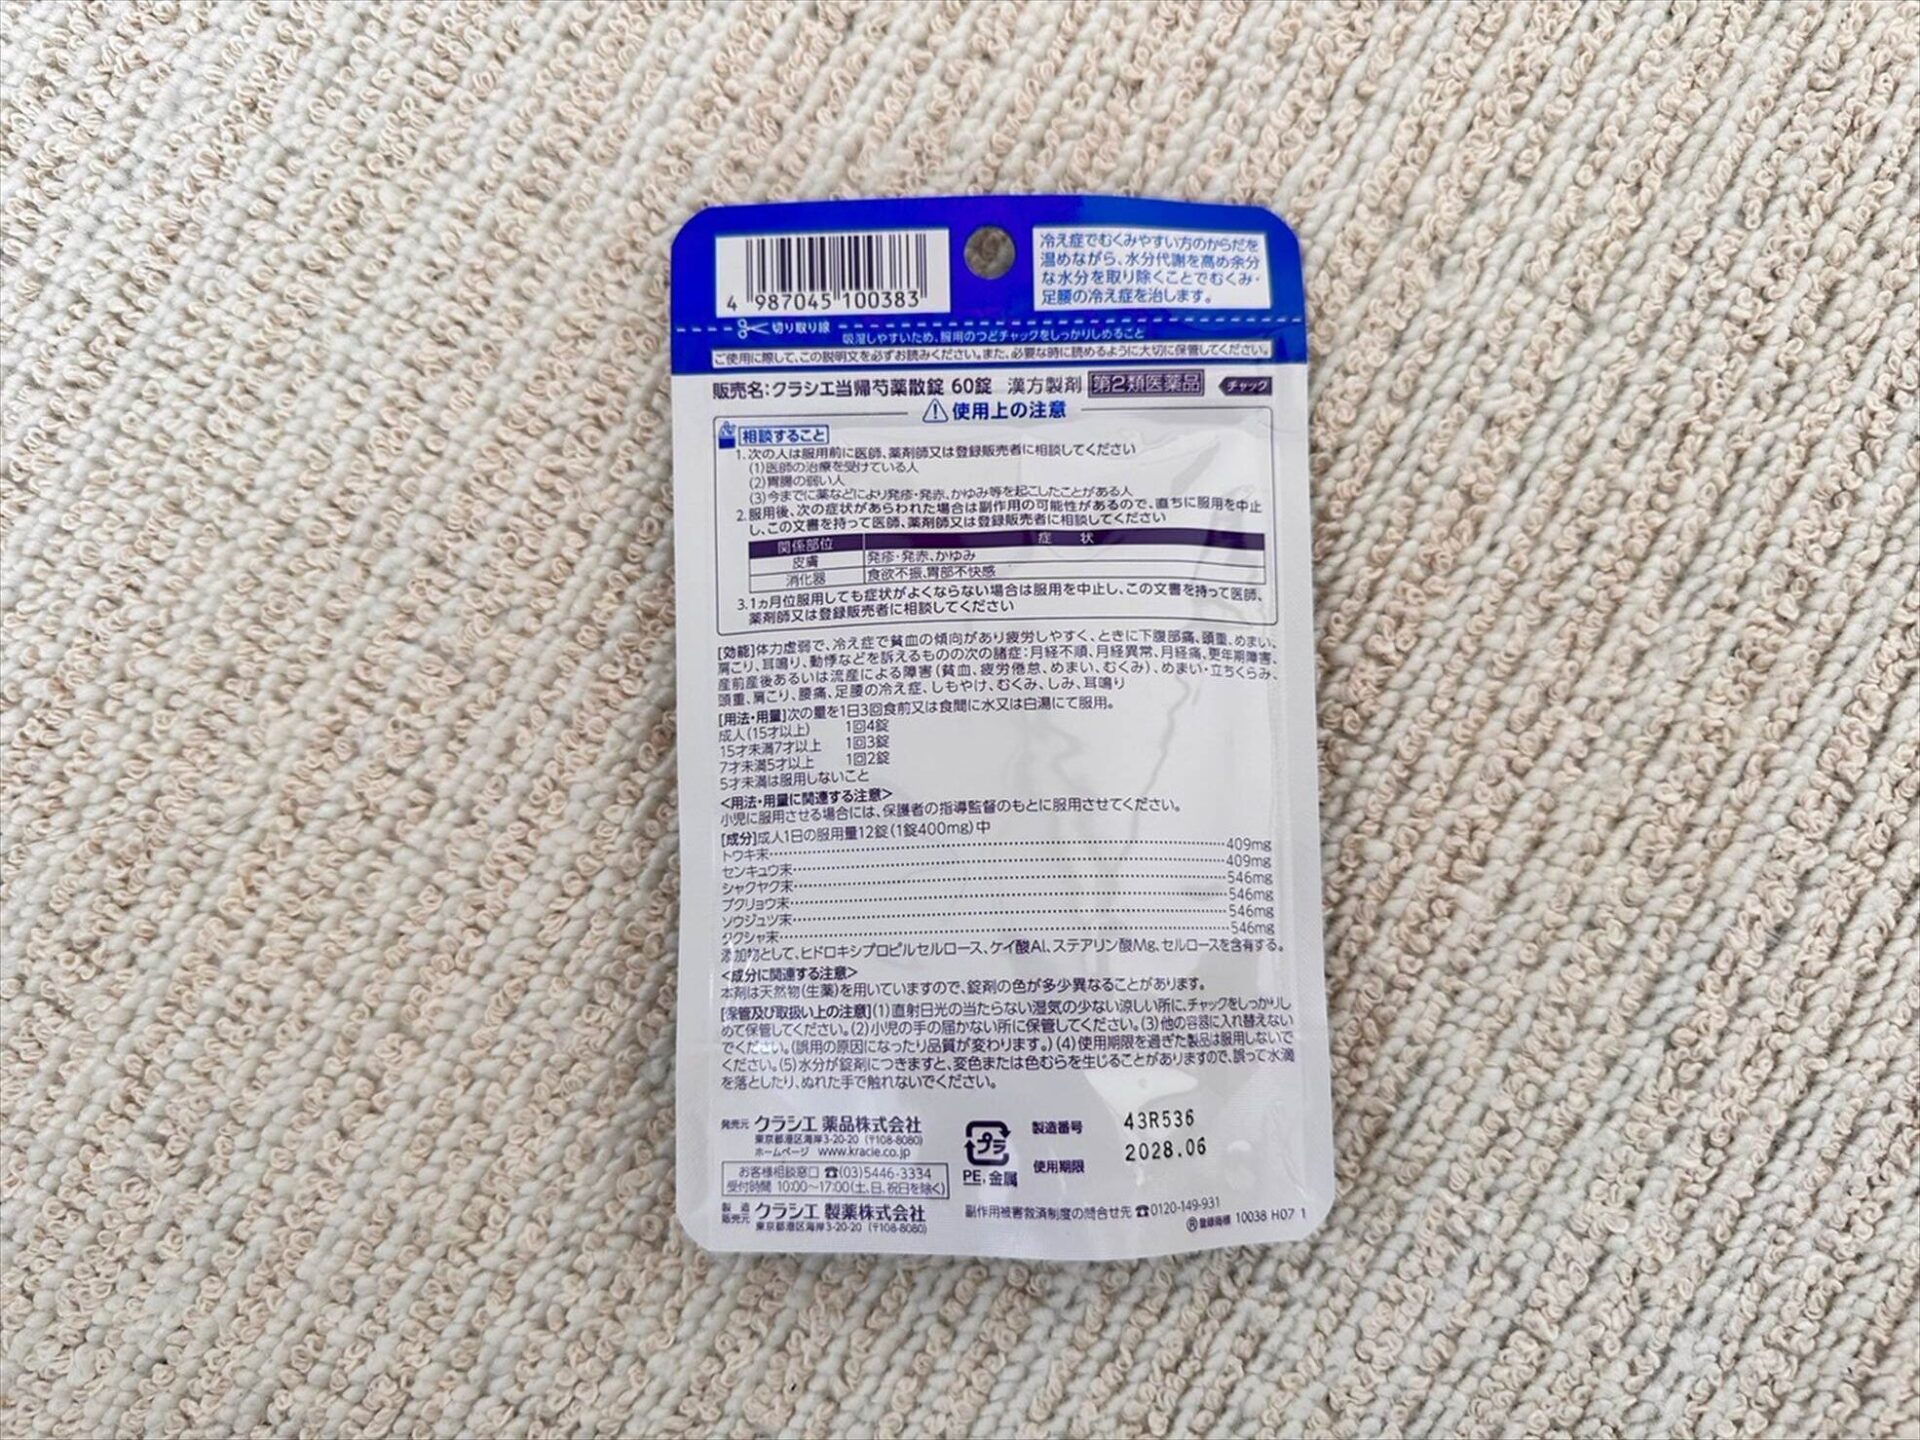 4 987045 100383
冷え症でむくみやすい方のからだを
温めながら、水分代謝を高め余分
な水分を取り除くことでむくみ・
足腰の冷え症を治します。
切り取り線
吸湿しやすいため、服用のつどチャックをしっかりしめること
ご使用に際して、この説明文を必ずお読みください。また、必要な時に読めるように大切に保管してください。
販売名:クラシエ当帰芍薬散錠 60錠 漢方製剤 第2類医薬品 チャック
使用上の注意
相談すること
1.次の人は服用前に医師、薬剤師又は登録販売者に相談してください
(1)医師の治療を受けている人
(2)胃腸の弱い人
(3)今までに薬などにより発疹・発赤、かゆみ等を起こしたことがある人
2.服用後、次の症状があらわれた場合は副作用の可能性があるので、直ちに服用を中止
し、この文書を持って医師、薬剤師又は登録販売者に相談してください
関係部位 症 状
皮膚 発疹・発赤、かゆみ
消化器 食欲不振、胃部不快感
3.1ヵ月位服用しても症状がよくならない場合は服用を中止し、この文書を持って医師、
薬剤師又は登録販売者に相談してください
[効能]体力虚弱で、冷え症で貧血の傾向があり疲労しやすく、ときに下腹部痛、頭重、めまい、
肩こり、耳鳴り、動悸などを訴えるものの次の諸症:月経不順、月経異常、月経痛、更年期障害、
産前産後あるいは流産による障害(貧血、疲労倦怠、めまい、むくみ)、めまい・立ちくらみ、
頭重、肩こり、腰痛、足腰の冷え症、しもやけ、むくみ、しみ、耳鳴り
[用法・用量]次の量を1日3回食前又は食間に水又は白湯にて服用。
成人(15才以上) 1回4錠
15才未満7才以上 1回3錠
7才未満5才以上 1回2錠
5才未満は服用しないこと
<用法・用量に関連する注意>
小児に服用させる場合には、保護者の指導監督のもとに服用させてください。
[成分]成人1日の服用量12錠(1錠400mg)中
トウキ末 409mg
センキュウ末 409mg
シャクヤク末 546mg
ブクリョウ末 546mg
ソウジュツ末 546mg
タクシャ末 546mg
添加物として、ヒドロキシプロピルセルロース、ケイ酸Al、ステアリン酸Mg、セルロースを含有する。
<成分に関連する注意>
本剤は天然物(生薬)を用いていますので、錠剤の色が多少異なることがあります。
[保管及び取扱い上の注意](1)直射日光の当たらない湿気の少ない涼しい所に、チャックをしっかりし
めて保管してください。(2)小児の手の届かない所に保管してください。(3)他の容器に入れ替えない
でください。(誤用の原因になったり品質が変わります。)(4)使用期限を過ぎた製品は服用しないで
ください。(5)水分が錠剤につきますと、変色または色むらを生じることがありますので、誤って水滴
を落としたり、ぬれた手で触れないでください。
発売元 クラシエ薬品株式会社
東京都港区海岸3-20-20 (〒108-8080)
ホームページ www.kracie.co.jp
お客様相談窓口 ☎(03)5446-3334
受付時間 10:00〜17:00(土、日、祝日を除く)
製造販売元 クラシエ製薬株式会社
東京都港区海岸3-20-20 (〒108-8080)
プラ
PE, 金属
製造番号 43R536
使用期限 2028.06
副作用被害救済制度の問合せ先 ☎0120-149-931
Ⓡ登録商標 10038 H07 1